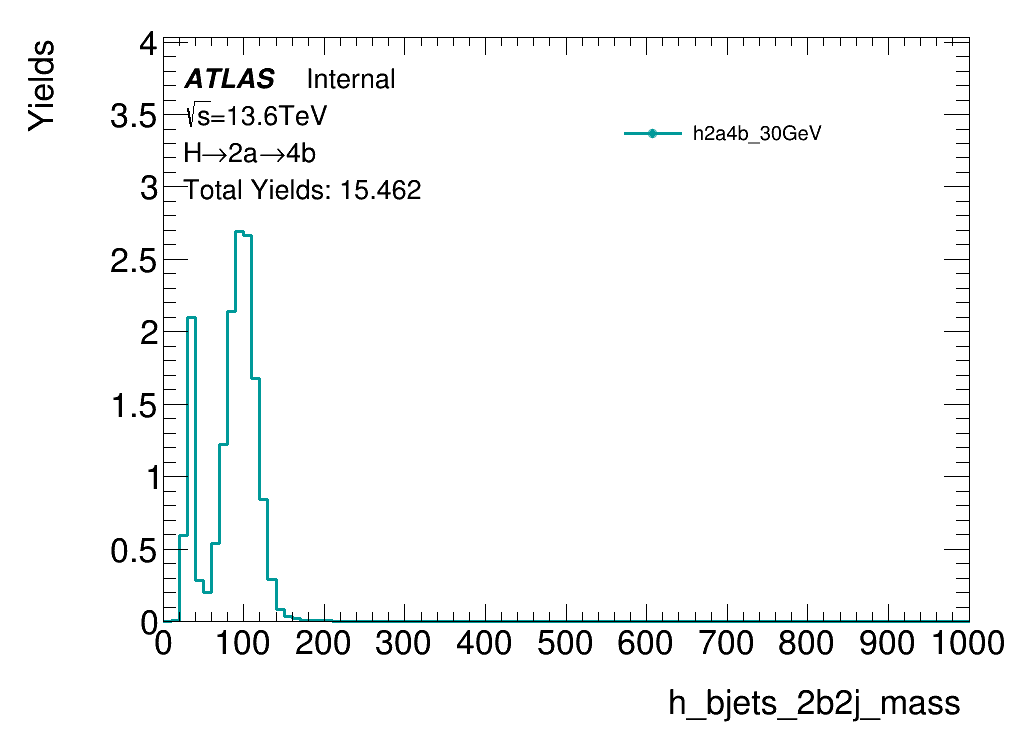 Yields
4
3.5
3
2.5
2
1.5
1
0.5
0
ATLAS Internal
√s=13.6TeV
H→2a→4b
Total Yields: 15.462
h2a4b_30GeV
0 100 200 300 400 500 600 700 800 900 1000
h_bjets_2b2j_mass